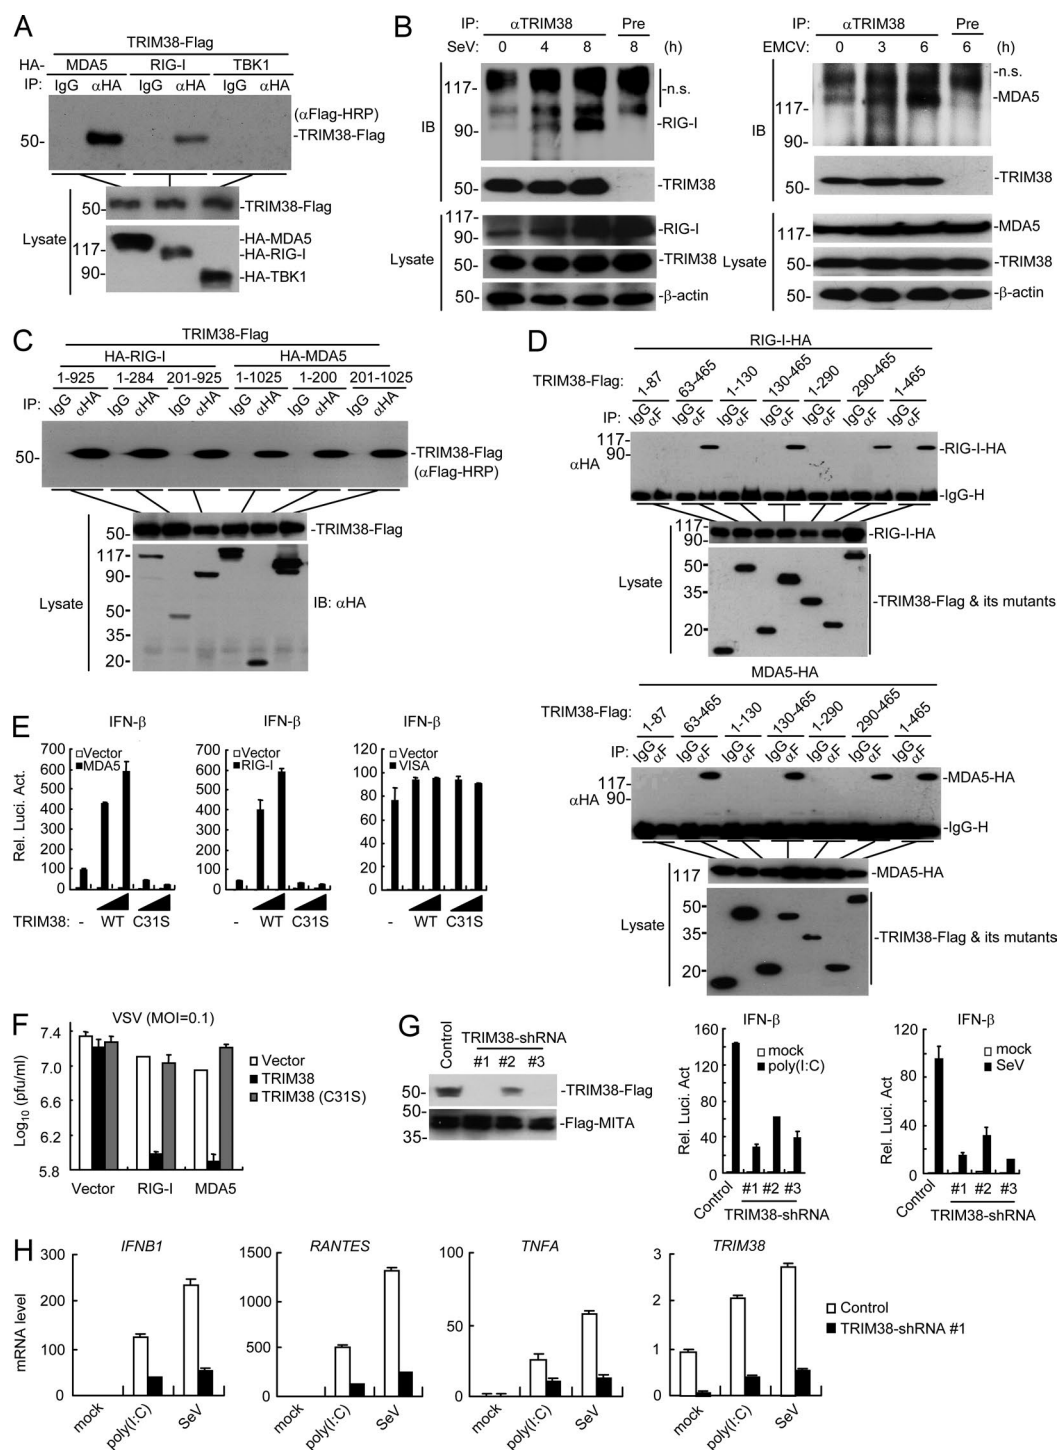 A
TRIM38-Flag
HA- MDA5 RIG-I TBK1
IP: IgG αHA IgG αHA IgG αHA
(αFlag-HRP)
50- -TRIM38-Flag
50- -TRIM38-Flag
Lysate
117- -HA-MDA5
-HA-RIG-I
90- -HA-TBK1
B
IP: αTRIM38 Pre
SeV: 0 4 8 8 (h)
117- -n.s.
IB
90- -RIG-I
50- -TRIM38
117- -RIG-I
90-
Lysate
50- -TRIM38
50- -β-actin
IP: αTRIM38 Pre
EMCV: 0 3 6 6 (h)
-n.s.
117- -MDA5
IB
90-
50- -TRIM38
117- -MDA5
Lysate
50- -TRIM38
50- -β-actin
C
TRIM38-Flag
HA-RIG-I HA-MDA5
1-925 1-284 201-925 1-1025 1-200 201-1025
IP: IgG αHA IgG αHA IgG αHA IgG αHA IgG αHA IgG αHA
50- -TRIM38-Flag
(αFlag-HRP)
50- -TRIM38-Flag
117-
90-
Lysate
50-
35-
20-
IB: αHA
D
RIG-I-HA
TRIM38-Flag: 1-87 63-465 1-130 130-465 1-290 290-465 1-465
IP: IgG αF IgG αF IgG αF IgG αF IgG αF IgG αF IgG αF
117-
90-
αHA
-RIG-I-HA
-IgG-H
117-
90-
-RIG-I-HA
Lysate
50-
35-
20-
-TRIM38-Flag & its mutants
MDA5-HA
TRIM38-Flag: 1-87 63-465 1-130 130-465 1-290 290-465 1-465
IP: IgG αF IgG αF IgG αF IgG αF IgG αF IgG αF IgG αF
117-
αHA 90-
-MDA5-HA
-IgG-H
117 -MDA5-HA
Lysate
50-
35-
20-
-TRIM38-Flag & its mutants
E
IFN-β
Rel. Luci. Act.
700
600
500
400
300
200
100
0
Vector
MDA5
IFN-β
700
600
500
400
300
200
100
0
Vector
RIG-I
IFN-β
120
100
80
60
40
20
0
Vector
VISA
TRIM38: - WT C31S - WT C31S - WT C31S
F
VSV (MOI=0.1)
Log10 (pfu/ml)
7.4
7.0
6.6
6.2
5.8
Vector RIG-I MDA5
Vector
TRIM38
TRIM38 (C31S)
G
Control
TRIM38-shRNA
#1 #2 #3
50- -TRIM38-Flag
50- -Flag-MITA
35-
IFN-β
Rel. Luci. Act
160
120
80
40
0
mock
poly(I:C)
Control #1 #2 #3
TRIM38-shRNA
IFN-β
Rel. Luci. Act
120
80
40
0
mock
SeV
Control #1 #2 #3
TRIM38-shRNA
H
IFNB1
mRNA level
300
200
100
0
mock poly(I:C) SeV
RANTES
1500
1000
500
0
mock poly(I:C) SeV
TNFA
100
50
0
mock poly(I:C) SeV
TRIM38
3
2
1
0
mock poly(I:C) SeV
Control
TRIM38-shRNA #1